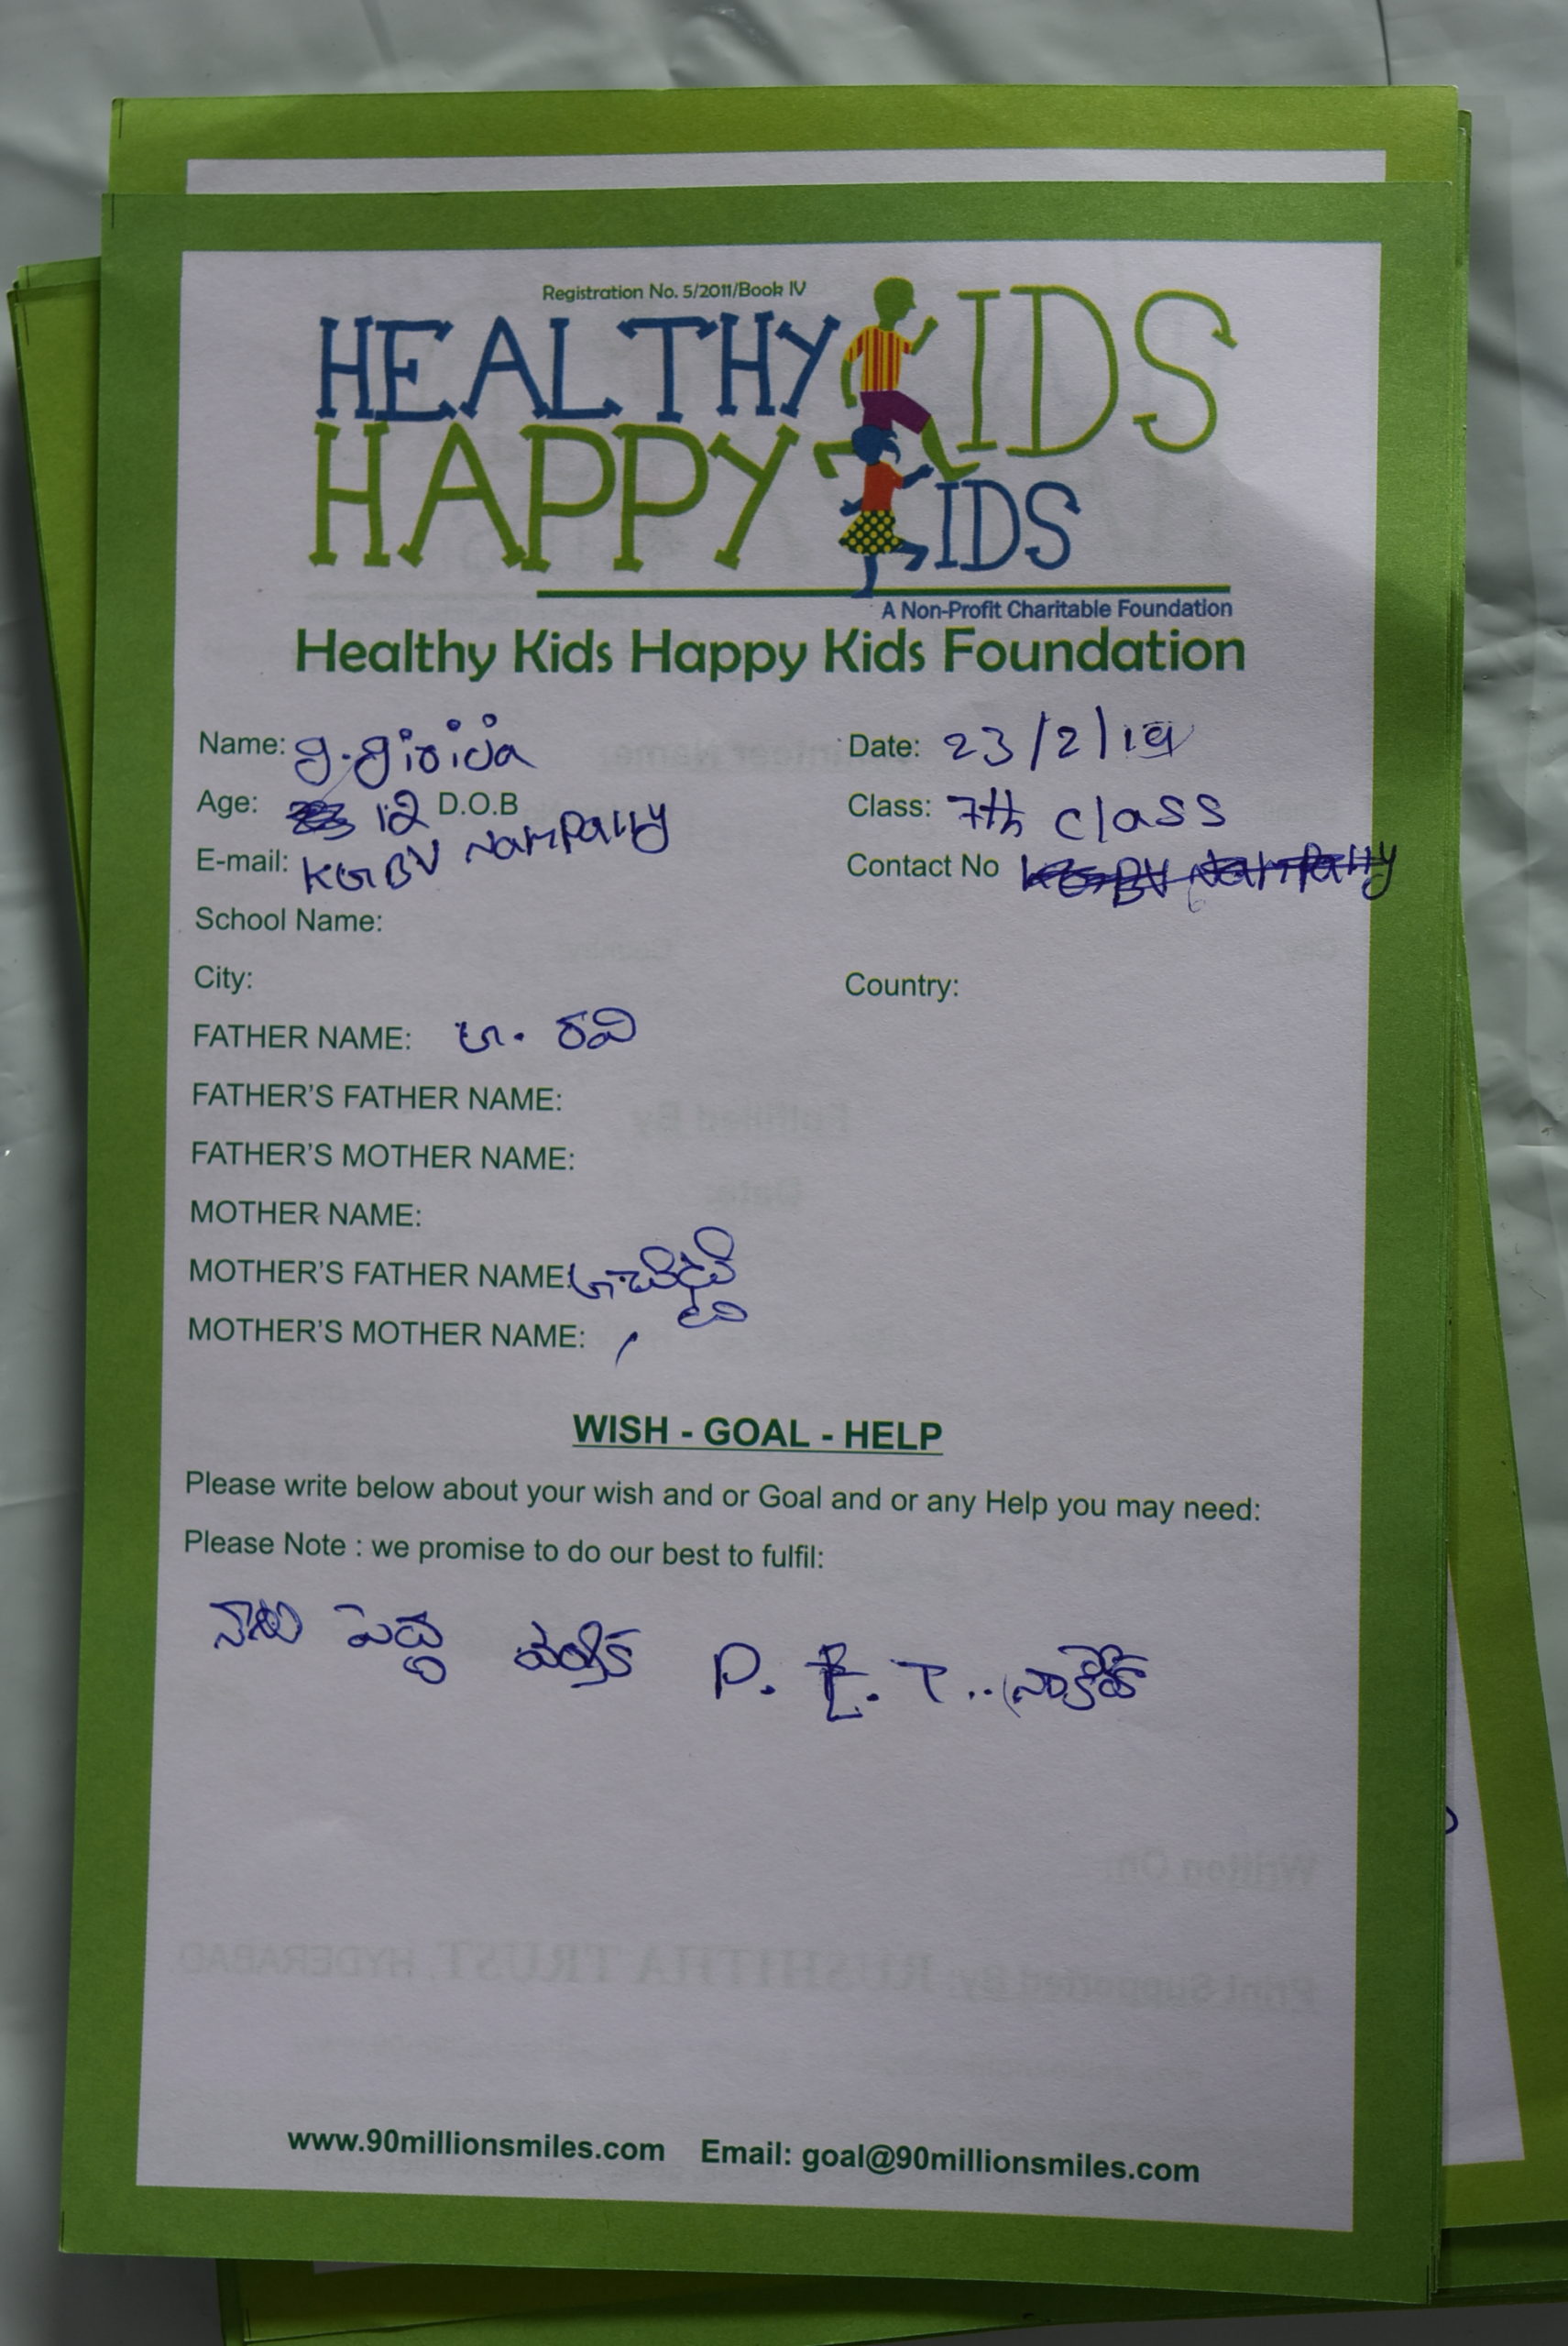 Registration No. 5/2011/Book IV
HEALTHY KIDS
HAPPY KIDS
A Non-Profit Charitable Foundation
Healthy Kids Happy Kids Foundation
Name: g.girija Date: 23/2/19
Age: 12 D.O.B Class: 7th class
E-mail: KGBV Nampally Contact No
School Name:
City: Country:
FATHER NAME: గ. రవి
FATHER'S FATHER NAME:
FATHER'S MOTHER NAME:
MOTHER NAME:
MOTHER'S FATHER NAME:
MOTHER'S MOTHER NAME:
WISH - GOAL - HELP
Please write below about your wish and or Goal and or any Help you may need:
Please Note : we promise to do our best to fulfil:
పెద్ద P. E. T..
www.90millionsmiles.com Email: goal@90millionsmiles.com